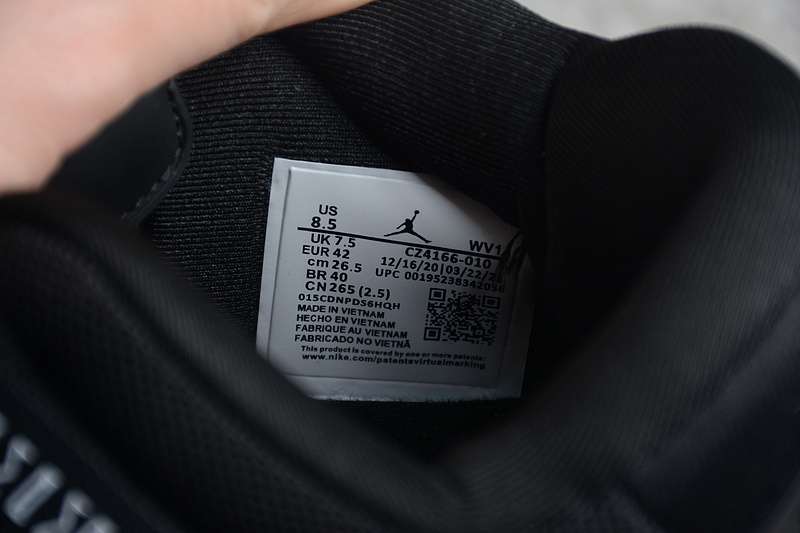 US
8.5
UK 7.5
EUR 42
cm 26.5
BR 40
CN 265 (2.5)
015CDNPDS6HQH
MADE IN VIETNAM
HECHO EN VIETNAM
FABRIQUE AU VIETNAM
FABRICADO NO VIETNÃ
WV1
CZ4166-010
12/16/20|03/22/
UPC
This product is covered by one or more patents:
www.nike.com/patentsvirtualmarking